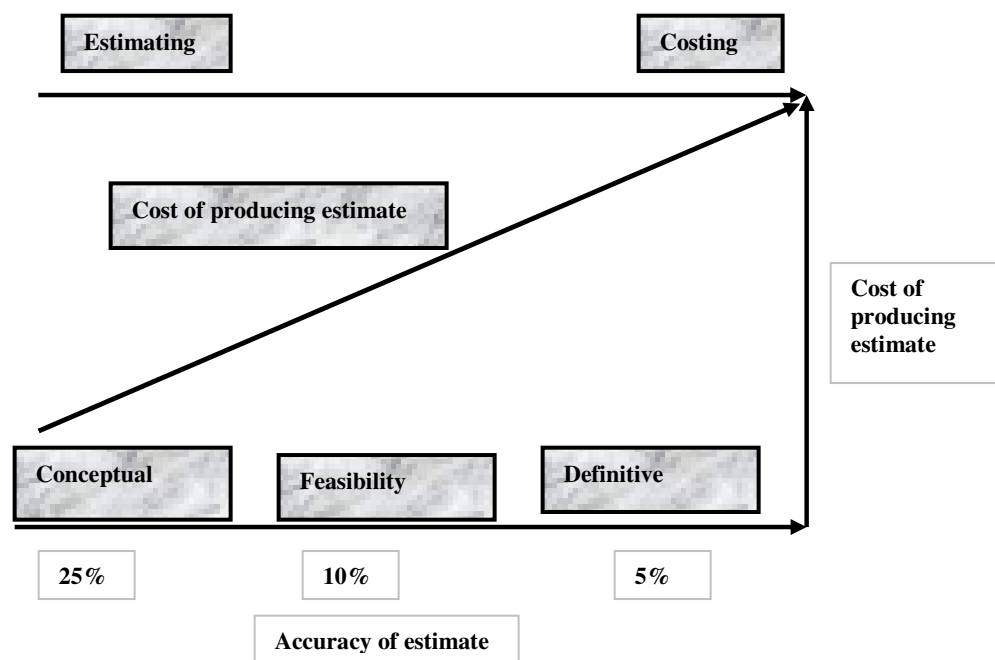 Estimating
Costing
Cost of producing estimate
Cost of
producing
estimate
Conceptual
Feasibility
Definitive
25%
10%
5%
Accuracy of estimate